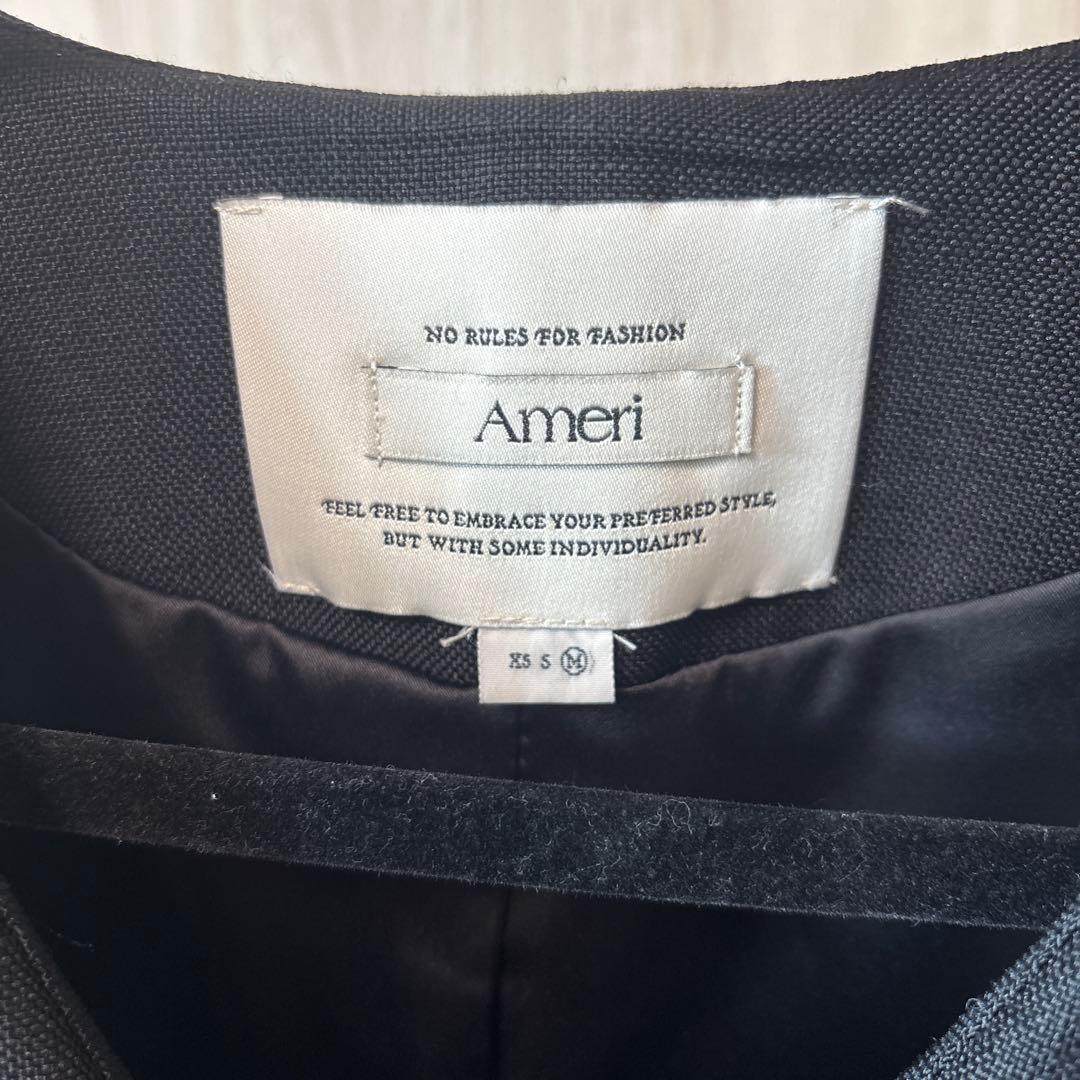 NO RULES FOR FASHION
Ameri
FEEL FREE TO EMBRACE YOUR PREFERRED STYLE,
BUT WITH SOME INDIVIDUALITY.
XS S M